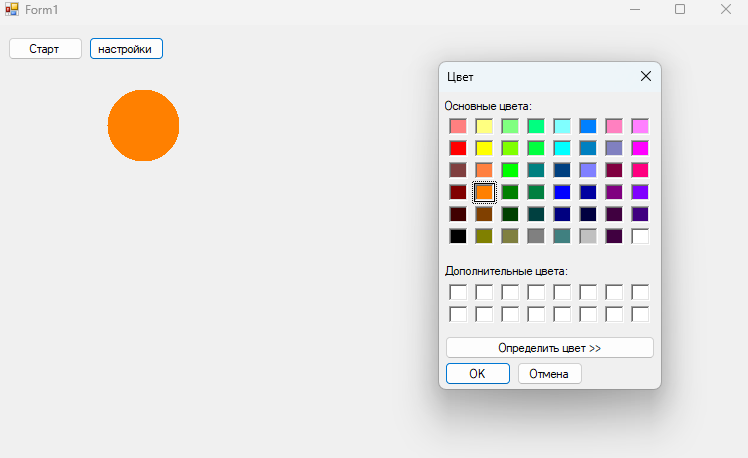 Form1
Старт
настройки
Цвет
Основные цвета:
Дополнительные цвета:
Определить цвет >>
OK
Отмена